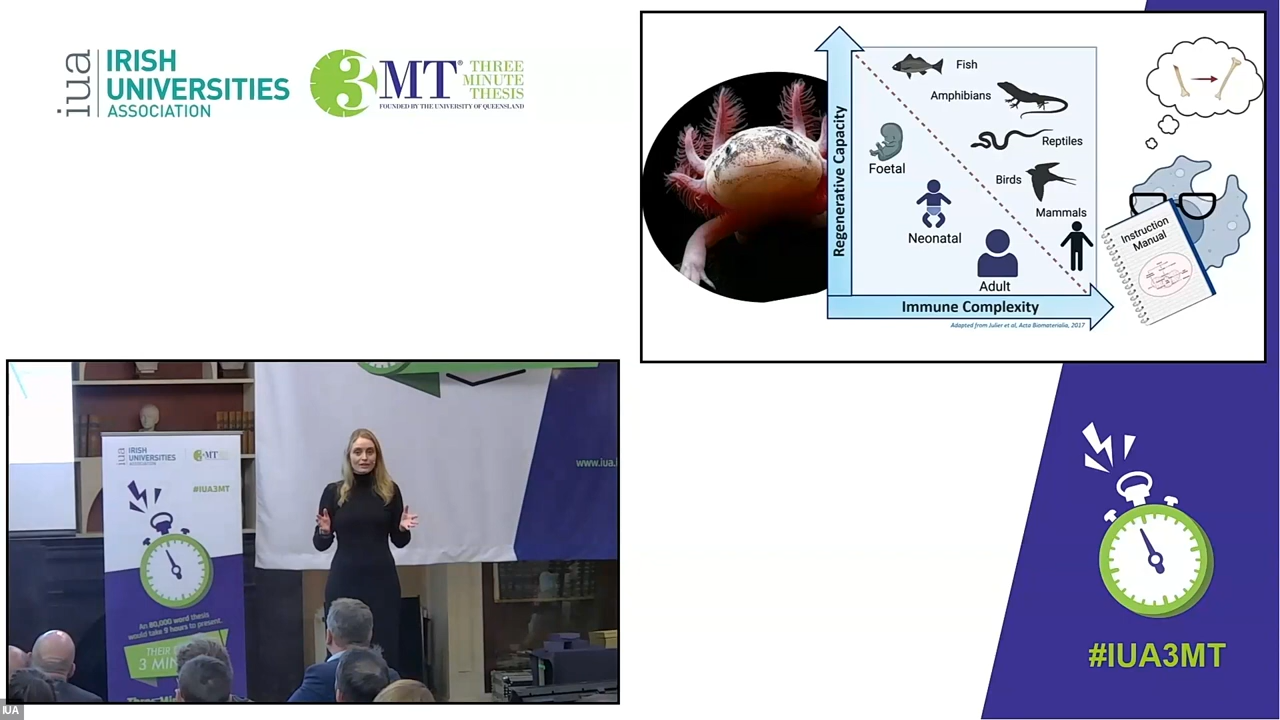 iua
IRISH
UNIVERSITIES
ASSOCIATION
3MT®
THREE
MINUTE
THESIS
FOUNDED BY THE UNIVERSITY OF QUEENSLAND
Regenerative Capacity
Fish
Amphibians
Reptiles
Birds
Mammals
Foetal
Neonatal
Adult
Immune Complexity
Adapted from Julier et al, Acta Biomaterialia, 2017
Instruction
Manual
iua
IRISH
UNIVERSITIES
ASSOCIATION
3MT
#IUA3MT
An 80,000 word thesis
would take 9 hours to present.
THEIR
3 MIN
www.iua.i
#IUA3MT
IUA